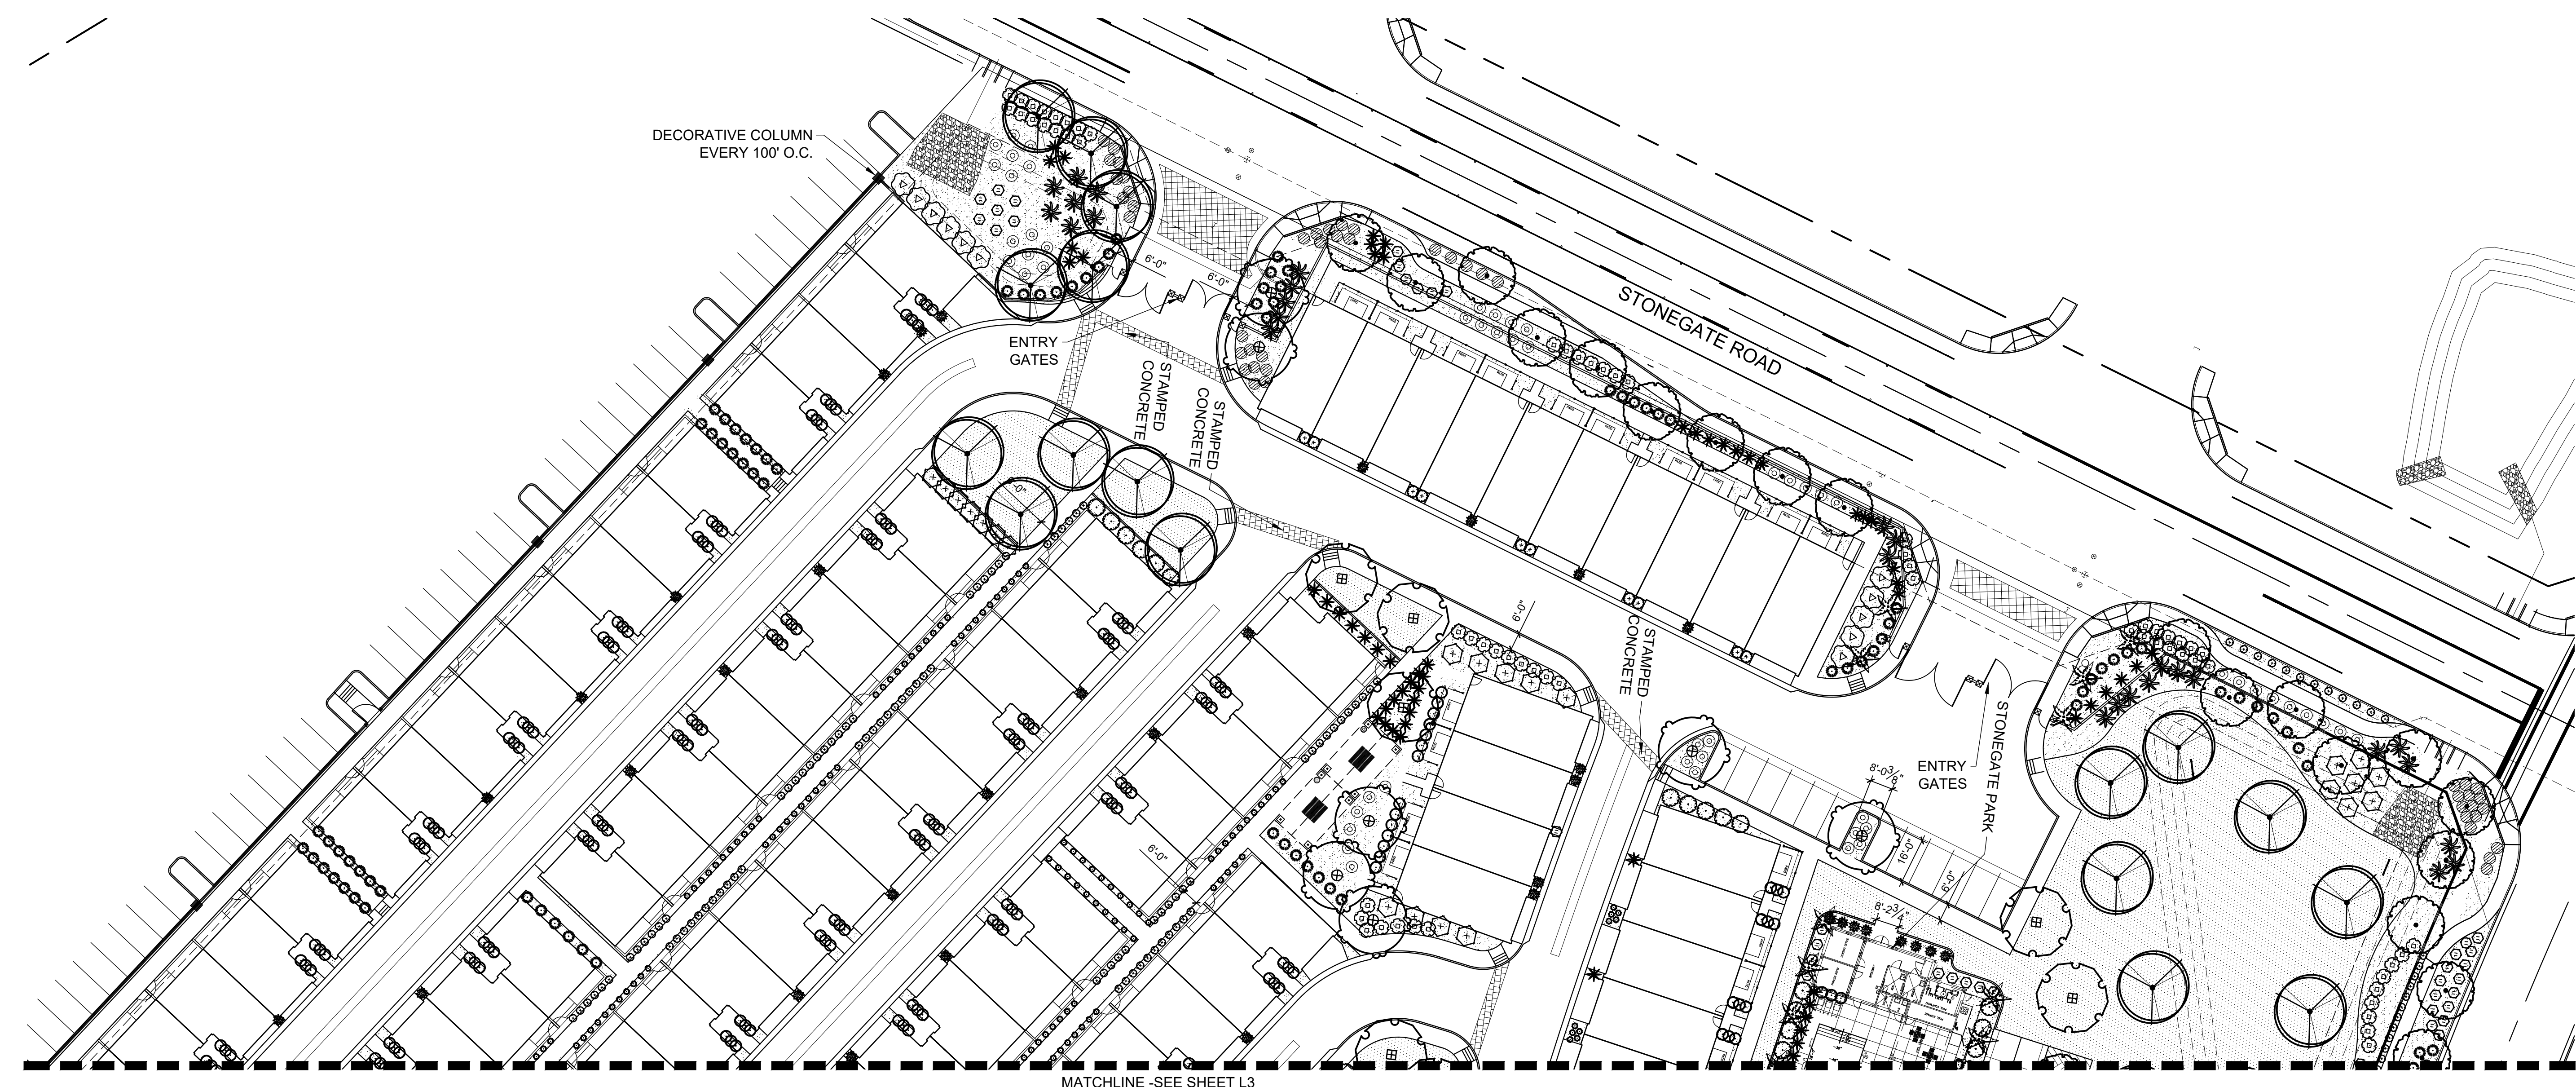 DECORATIVE COLUMN
EVERY 100' O.C.
6'-0"
6'-0"
ENTRY
GATES
STAMPED
CONCRETE
STAMPED
CONCRETE
STONEGATE ROAD
6'-0"
STAMPED
CONCRETE
ENTRY
GATES
STONEGATE PARK
8'-0 3/8"
16'-0"
6'-0"
8'-2 3/4"
6'-0"
MATCHLINE -SEE SHEET L3